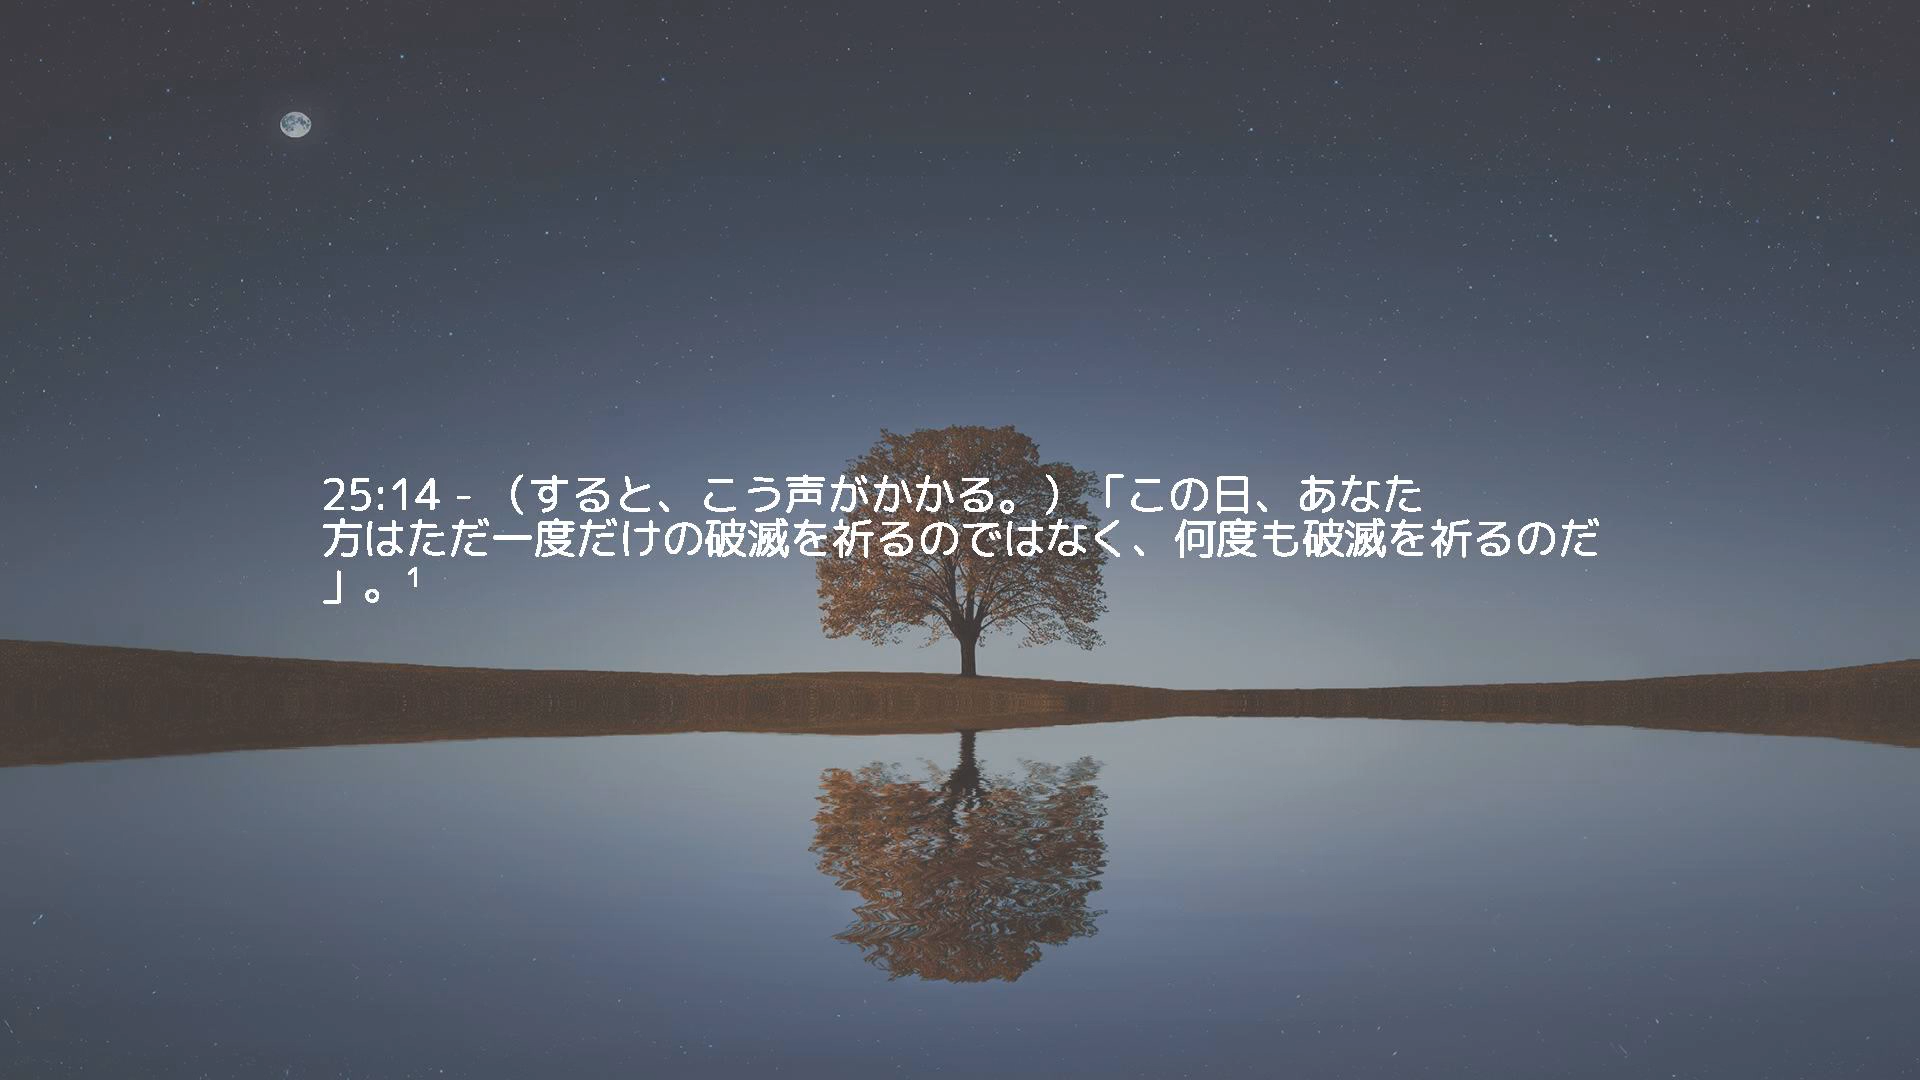 25:14 - （すると、こう声がかかる。）「この日、あなた
方はただ一度だけの破滅を祈るのではなく、何度も破滅を祈るのだ
」。¹